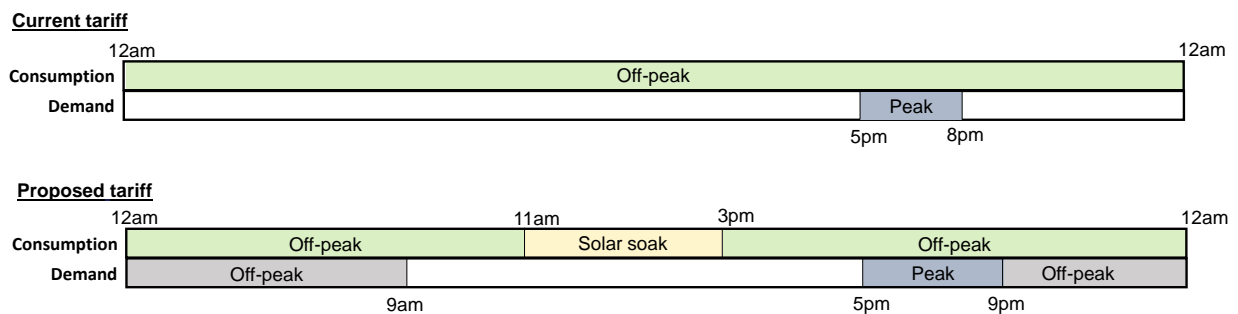 Current tariff
12am 12am
Consumption Off-peak
Demand Peak
5pm 8pm
Proposed tariff
12am 11am 3pm 12am
Consumption Off-peak Solar soak Off-peak
Demand Off-peak Peak Off-peak
9am 5pm 9pm